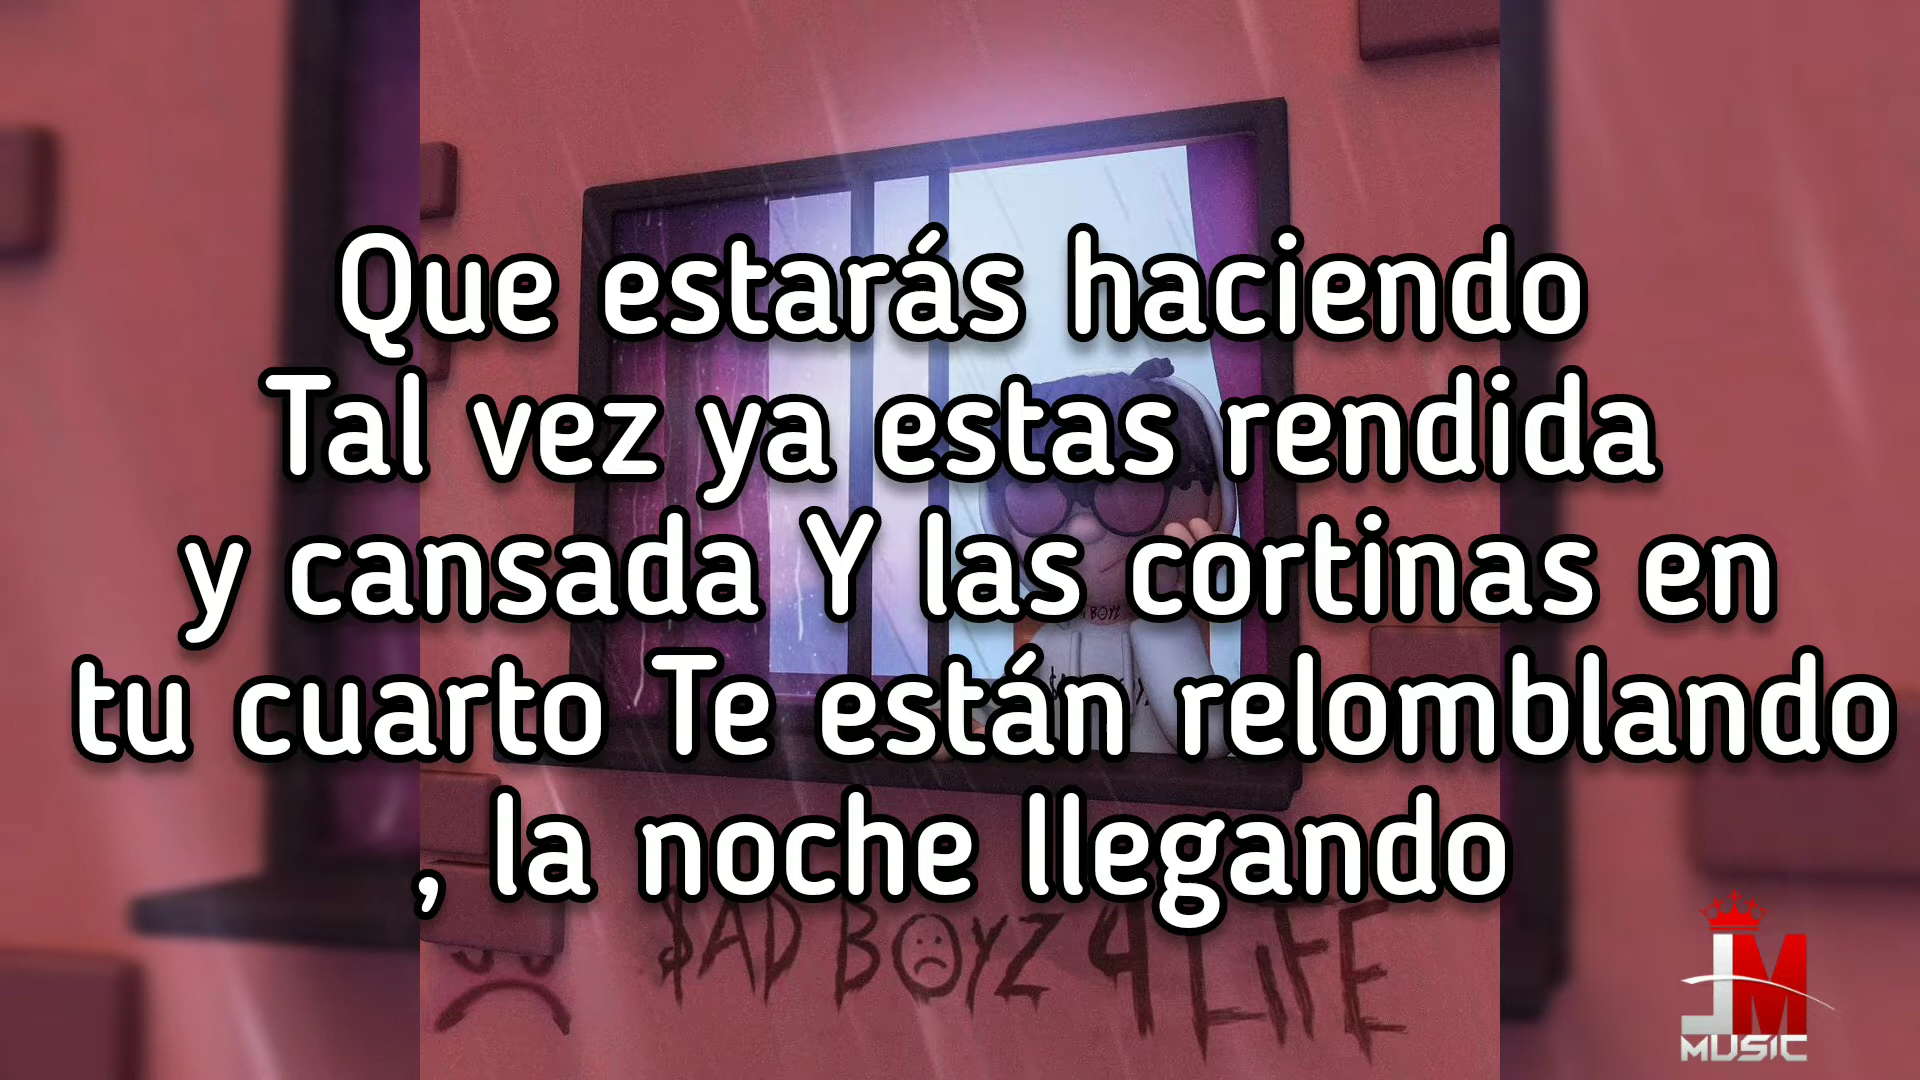 Que estarás haciendo
Tal vez ya estas rendida
y cansada Y las cortinas en
tu cuarto Te están relomblando
, la noche llegando
BOYZ
$AD BOYZ 4 LIFE
JM
MUSIC